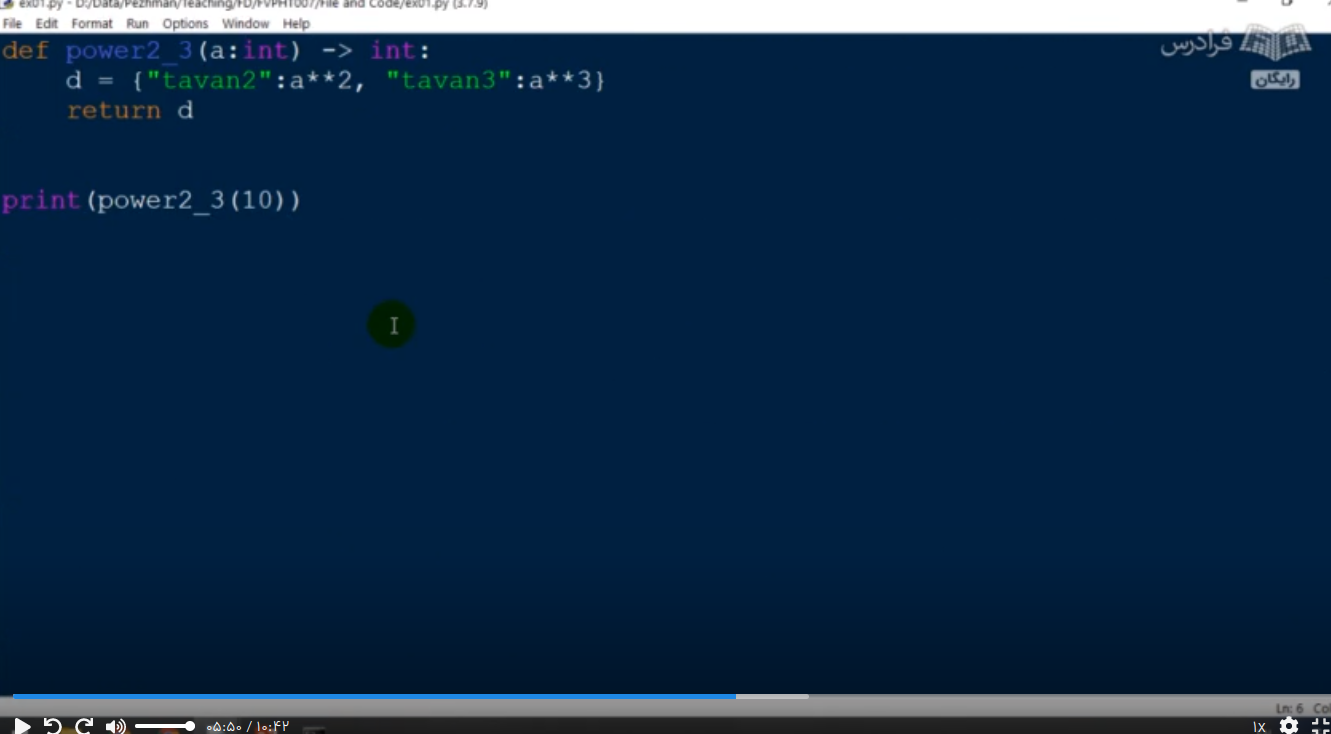 ex01.py - D:/Data/Pezhman/Teaching/FD/FVPHT007/File and Code/ex01.py (3.7.9)
File Edit Format Run Options Window Help
def power2_3(a:int) -> int:
    d = {"tavan2":a**2, "tavan3":a**3}
    return d
print(power2_3(10))
فرادرس
رایگان
Ln: 6 Col
۰۵:۵۰ / ۱۰:۴۲
۱x